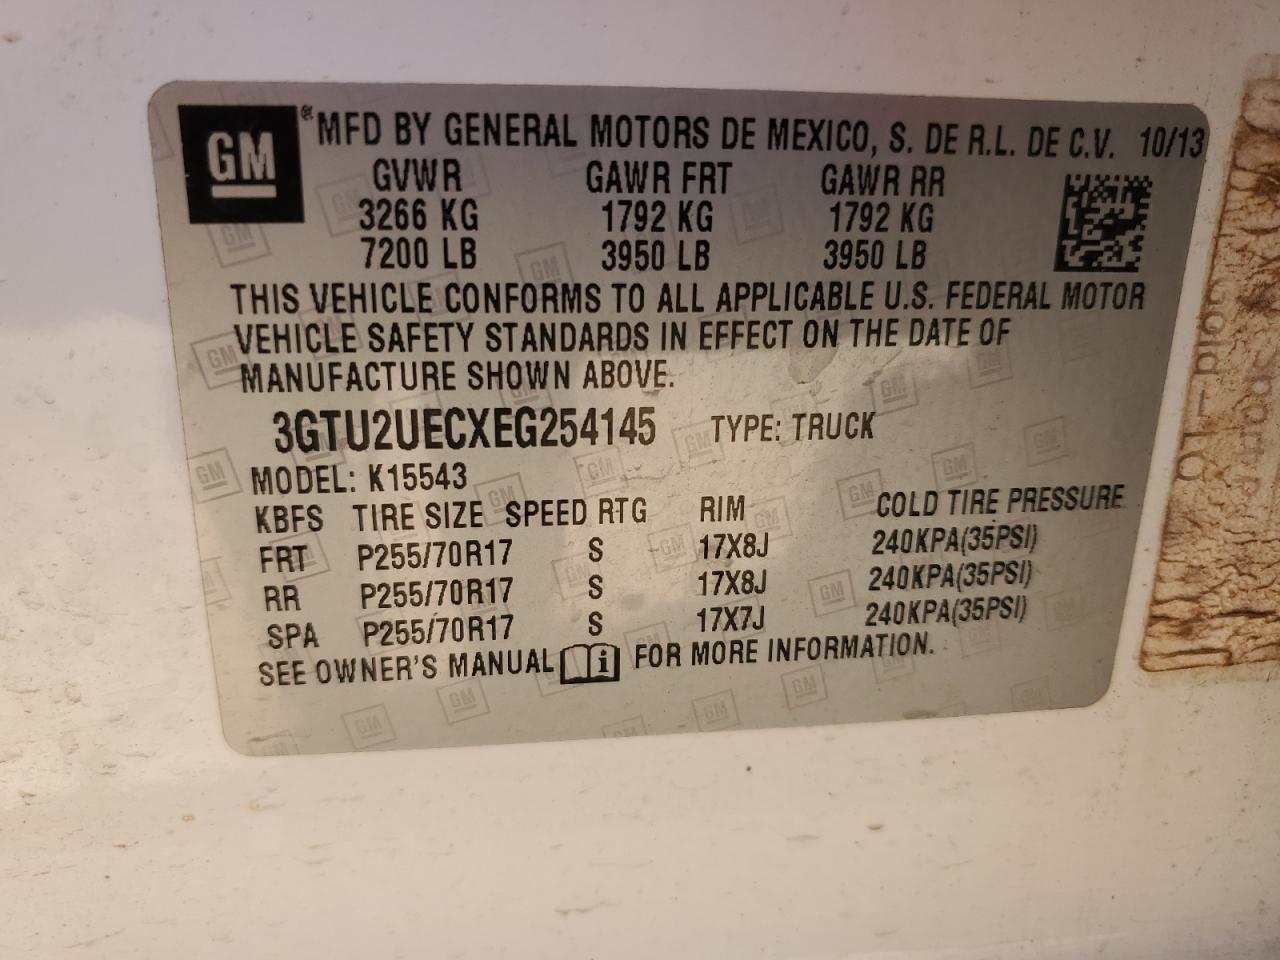 GM® MFD BY GENERAL MOTORS DE MEXICO, S. DE R.L. DE C.V. 10/13
GVWR GAWR FRT GAWR RR
3266 KG 1792 KG 1792 KG
7200 LB 3950 LB 3950 LB
THIS VEHICLE CONFORMS TO ALL APPLICABLE U.S. FEDERAL MOTOR
VEHICLE SAFETY STANDARDS IN EFFECT ON THE DATE OF
MANUFACTURE SHOWN ABOVE.
3GTU2UECXEG254145 TYPE: TRUCK
MODEL: K15543
KBFS TIRE SIZE SPEED RTG RIM COLD TIRE PRESSURE
FRT P255/70R17 S 17X8J 240KPA(35PSI)
RR P255/70R17 S 17X8J 240KPA(35PSI)
SPA P255/70R17 S 17X7J 240KPA(35PSI)
SEE OWNER'S MANUAL i FOR MORE INFORMATION.